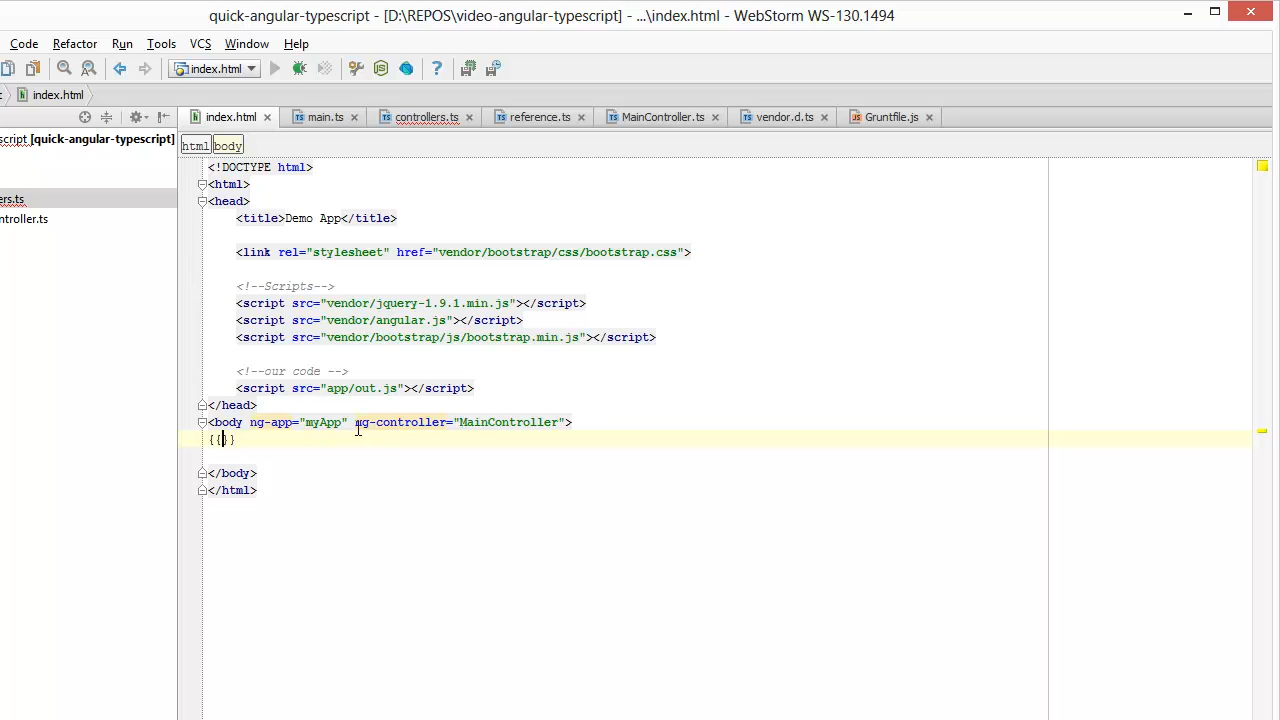 quick-angular-typescript - [D:\REPOS\video-angular-typescript] - ...\index.html - WebStorm WS-130.1494
Code Refactor Run Tools VCS Window Help
index.html
index.html
script [quick-angular-typescript] index.html main.ts controllers.ts reference.ts MainController.ts vendor.d.ts Gruntfile.js
html body
<!DOCTYPE html>
<html>
<head>
<title>Demo App</title>
<link rel="stylesheet" href="vendor/bootstrap/css/bootstrap.css">
<!--Scripts-->
<script src="vendor/jquery-1.9.1.min.js"></script>
<script src="vendor/angular.js"></script>
<script src="vendor/bootstrap/js/bootstrap.min.js"></script>
<!--our code -->
<script src="app/out.js"></script>
</head>
<body ng-app="myApp" ng-controller="MainController">
{{}}
</body>
</html>
ers.ts
ntroller.ts